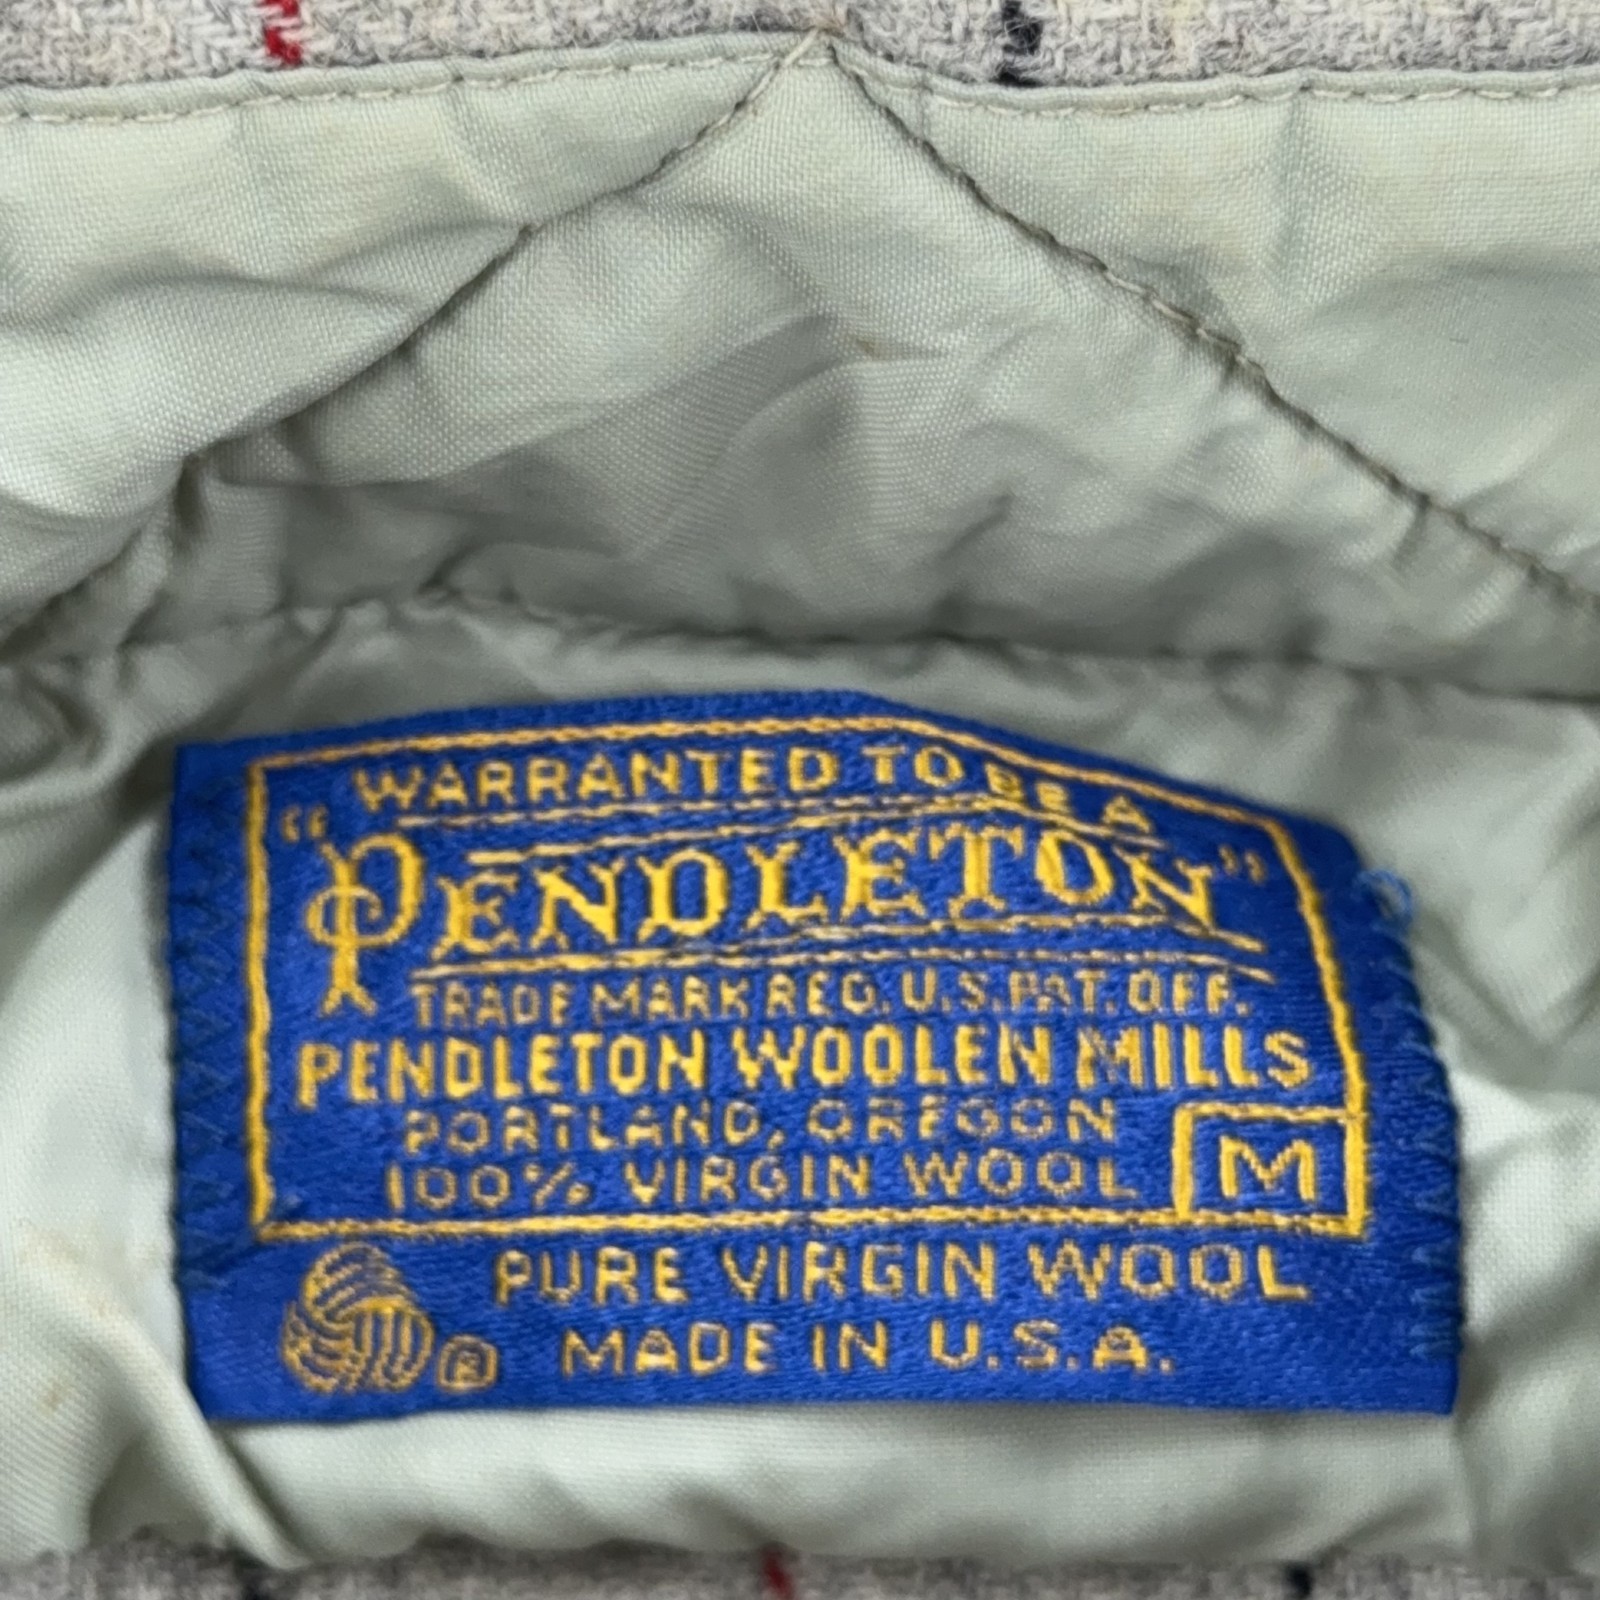 WARRANTED TO BE A
"PENDLETON"
TRADE MARK REG. U.S. PAT. OFF.
PENDLETON WOOLEN MILLS
PORTLAND, OREGON
100% VIRGIN WOOL M
PURE VIRGIN WOOL
® MADE IN U.S.A.